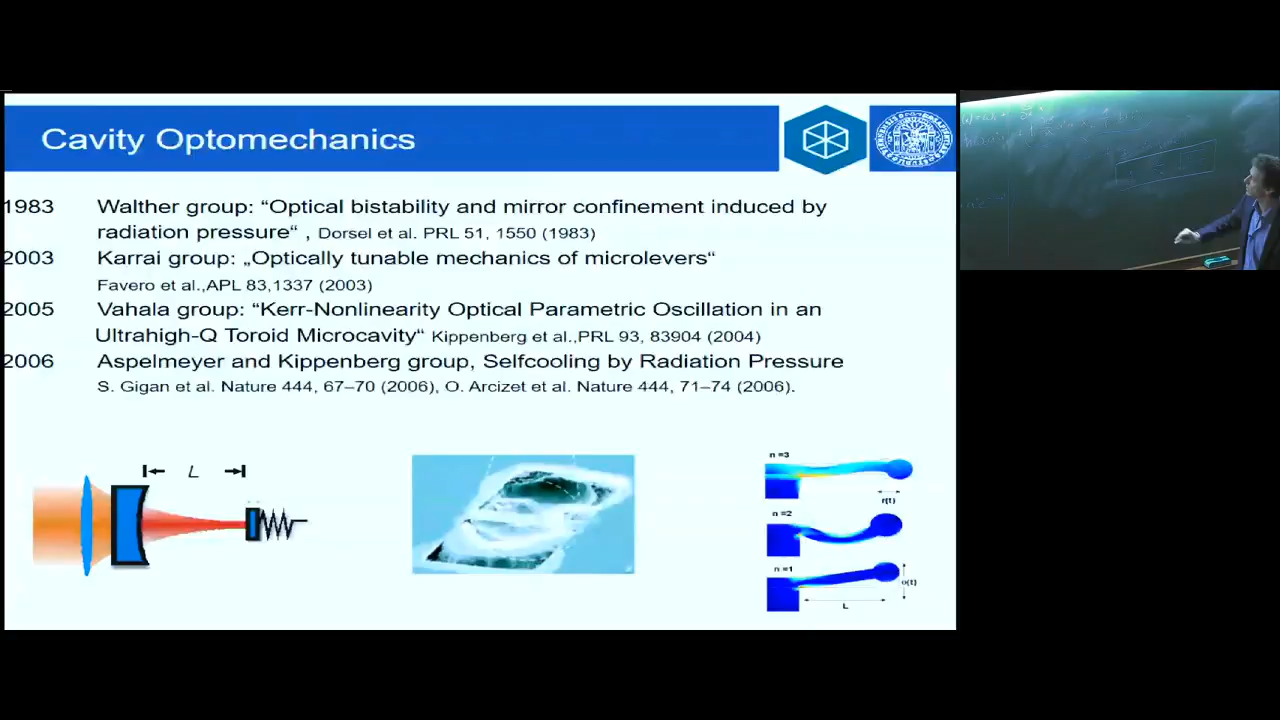 Cavity Optomechanics
1983 Walther group: “Optical bistability and mirror confinement induced by
radiation pressure“ , Dorsel et al. PRL 51, 1550 (1983)
2003 Karrai group: „Optically tunable mechanics of microlevers“
Favero et al.,APL 83,1337 (2003)
2005 Vahala group: “Kerr-Nonlinearity Optical Parametric Oscillation in an
Ultrahigh-Q Toroid Microcavity“ Kippenberg et al.,PRL 93, 83904 (2004)
2006 Aspelmeyer and Kippenberg group, Selfcooling by Radiation Pressure
S. Gigan et al. Nature 444, 67–70 (2006), O. Arcizet et al. Nature 444, 71–74 (2006).
L
n =3
r(t)
n =2
n =1
L